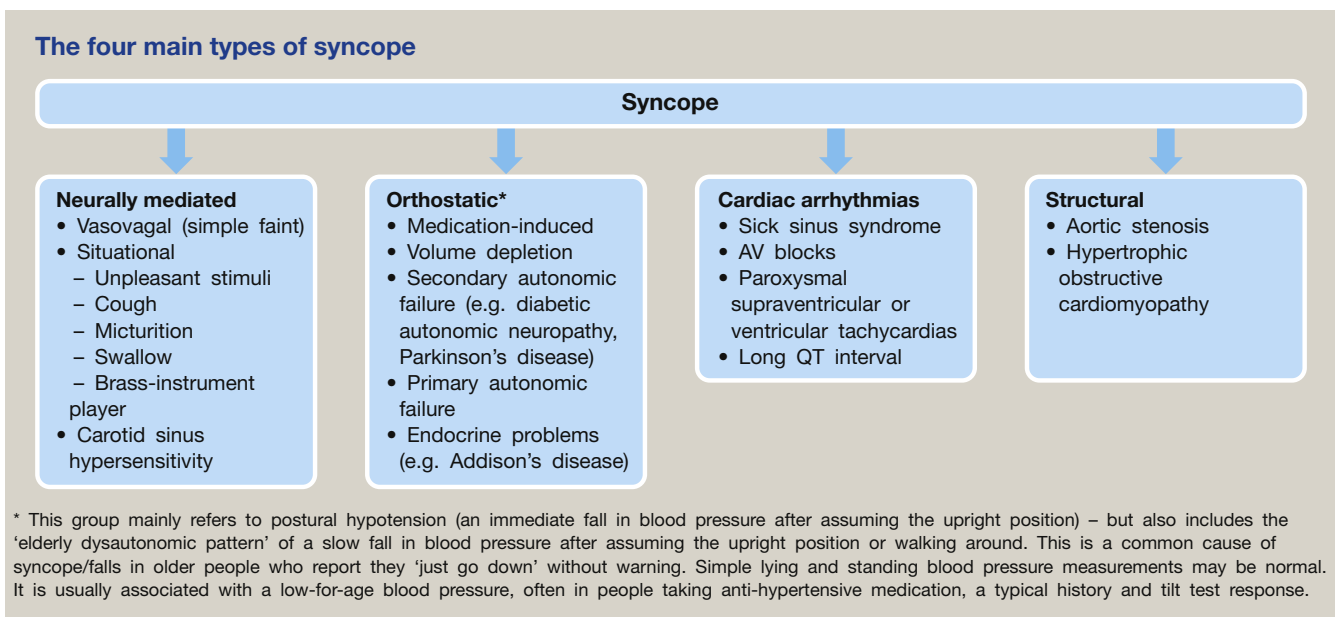 The four main types of syncope
Syncope
Neurally mediated
• Vasovagal (simple faint)
• Situational
– Unpleasant stimuli
– Cough
– Micturition
– Swallow
– Brass-instrument
player
• Carotid sinus
hypersensitivity
Orthostatic*
• Medication-induced
• Volume depletion
• Secondary autonomic
failure (e.g. diabetic
autonomic neuropathy,
Parkinson’s disease)
• Primary autonomic
failure
• Endocrine problems
(e.g. Addison’s disease)
Cardiac arrhythmias
• Sick sinus syndrome
• AV blocks
• Paroxysmal
supraventricular or
ventricular tachycardias
• Long QT interval
Structural
• Aortic stenosis
• Hypertrophic
obstructive
cardiomyopathy
* This group mainly refers to postural hypotension (an immediate fall in blood pressure after assuming the upright position) – but also includes the
‘elderly dysautonomic pattern’ of a slow fall in blood pressure after assuming the upright position or walking around. This is a common cause of
syncope/falls in older people who report they ‘just go down’ without warning. Simple lying and standing blood pressure measurements may be normal.
It is usually associated with a low-for-age blood pressure, often in people taking anti-hypertensive medication, a typical history and tilt test response.